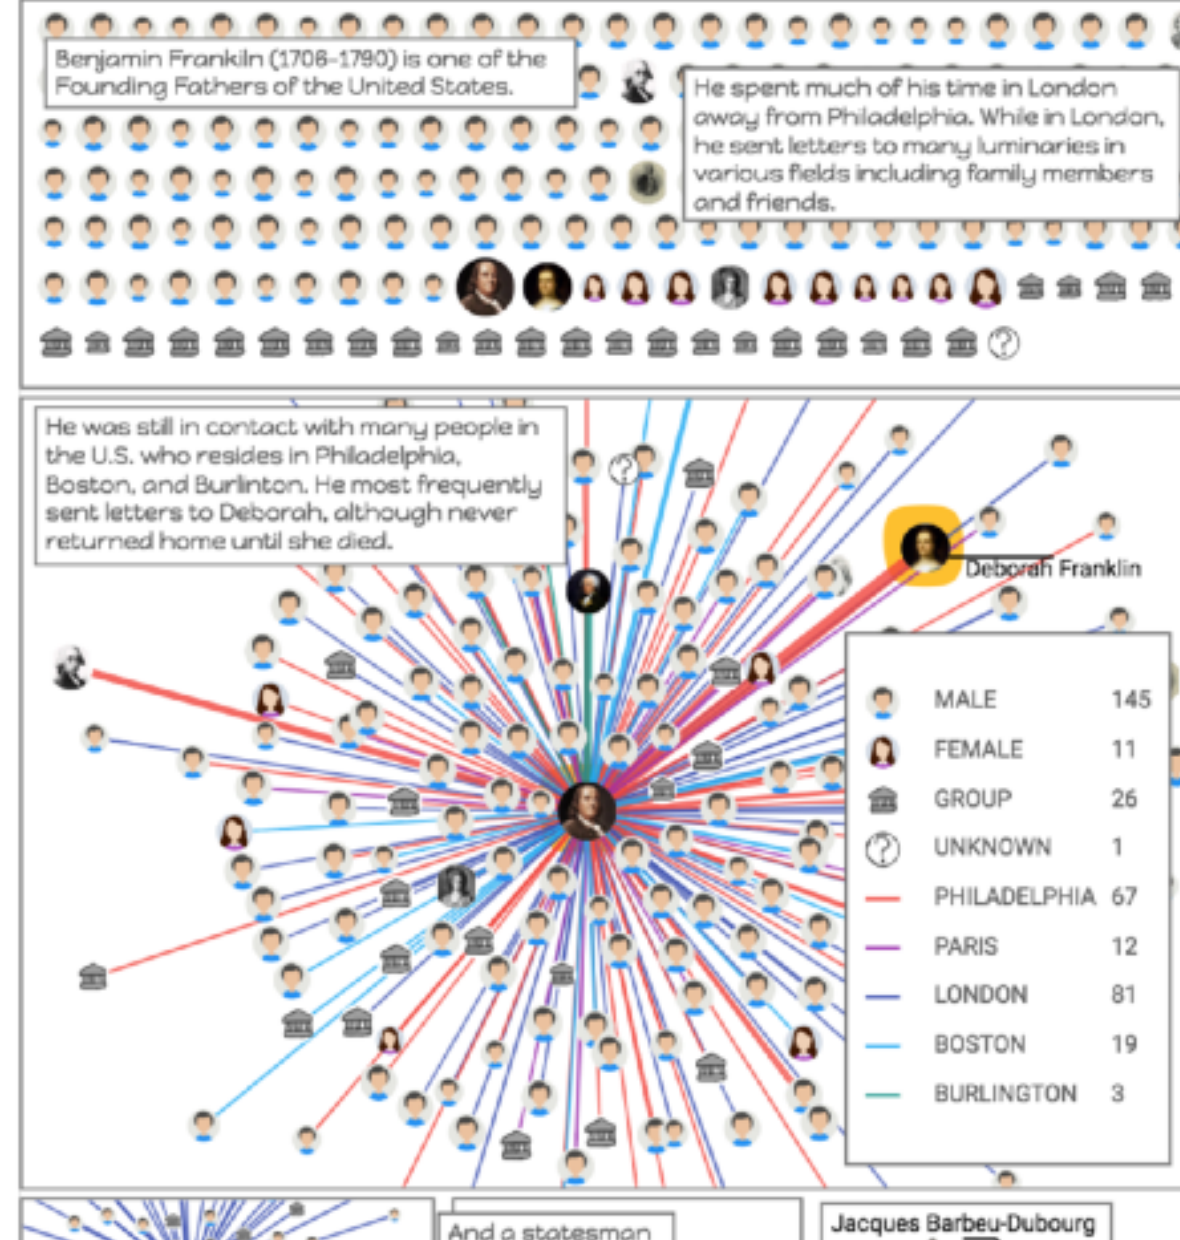 Benjamin Frankiln (1706-1790) is one of the
Founding Fathers of the United States.
He spent much of his time in London
away from Philadelphia. While in London,
he sent letters to many luminaries in
various fields including family members
and friends.
He was still in contact with many people in
the U.S. who resides in Philadelphia,
Boston, and Burlinton. He most frequently
sent letters to Deborah, although never
returned home until she died.
Deborah Franklin
MALE 145
FEMALE 11
GROUP 26
UNKNOWN 1
PHILADELPHIA 67
PARIS 12
LONDON 81
BOSTON 19
BURLINGTON 3
And a statesman
Jacques Barbeu-Dubourg